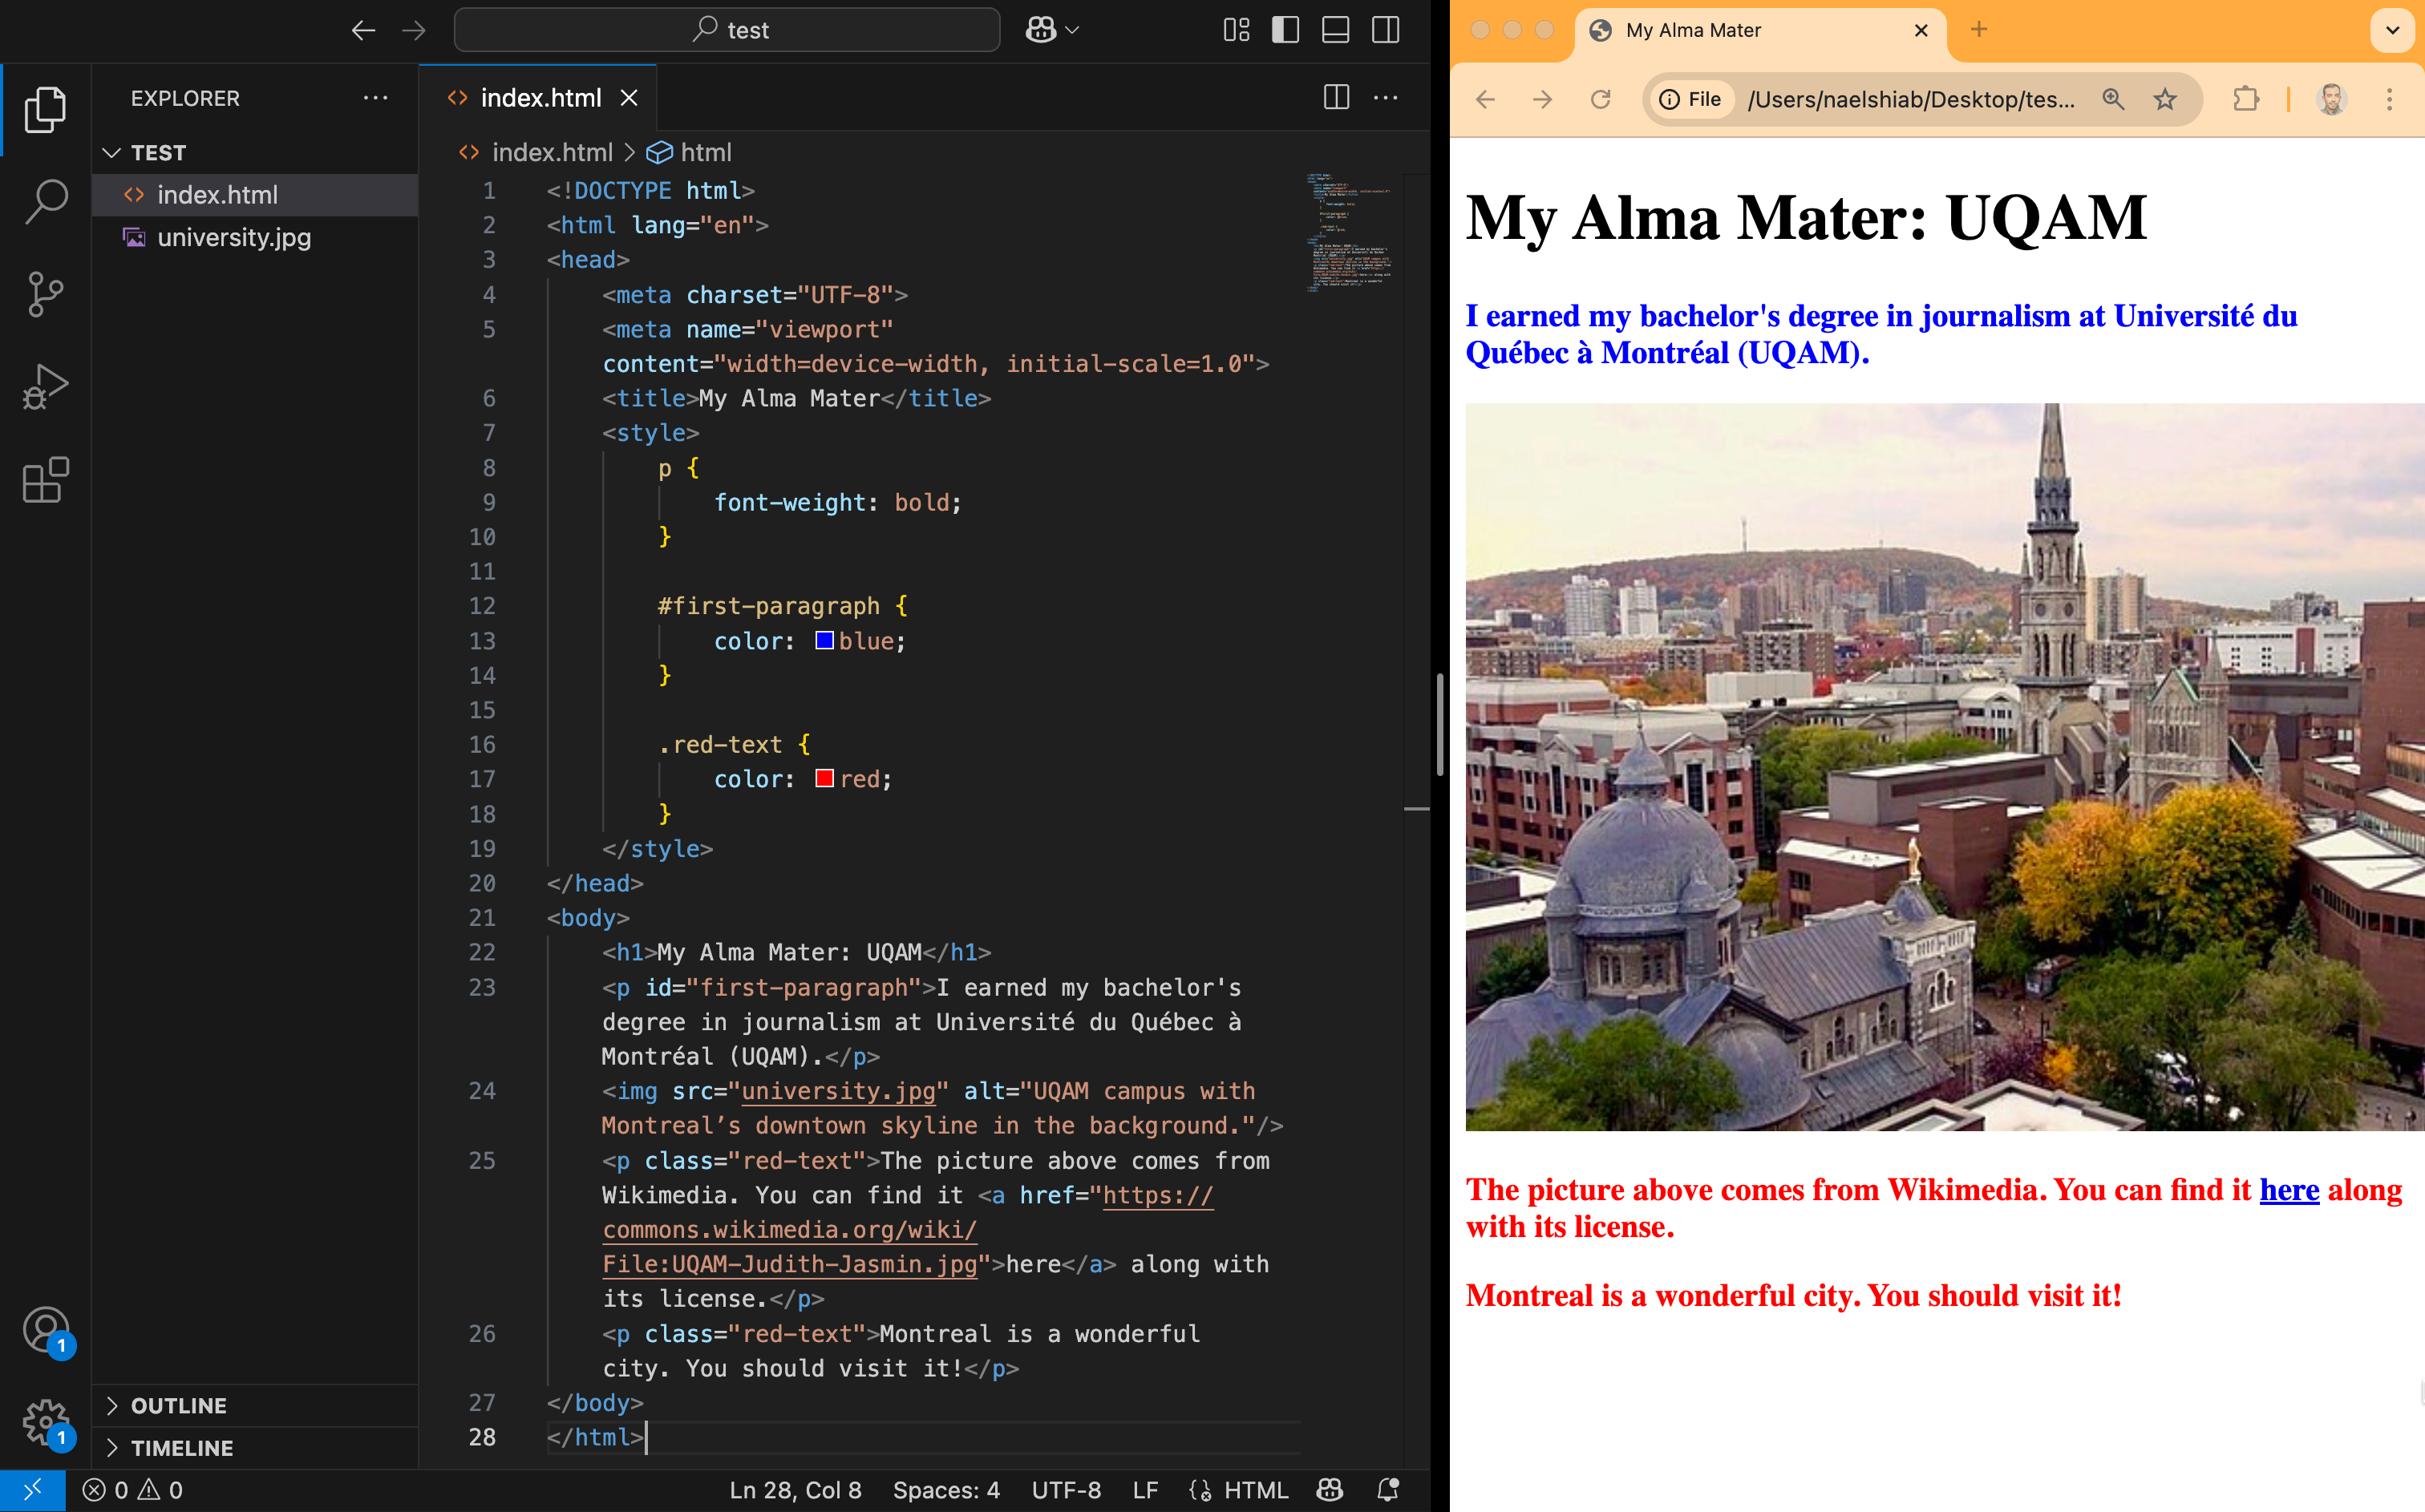 test
EXPLORER
TEST
index.html
university.jpg
OUTLINE
TIMELINE
index.html
index.html > html
1 <!DOCTYPE html>
2 <html lang="en">
3 <head>
4 <meta charset="UTF-8">
5 <meta name="viewport"
content="width=device-width, initial-scale=1.0">
6 <title>My Alma Mater</title>
7 <style>
8 p {
9 font-weight: bold;
10 }
11
12 #first-paragraph {
13 color: blue;
14 }
15
16 .red-text {
17 color: red;
18 }
19 </style>
20 </head>
21 <body>
22 <h1>My Alma Mater: UQAM</h1>
23 <p id="first-paragraph">I earned my bachelor's
degree in journalism at Université du Québec à
Montréal (UQAM).</p>
24 <img src="university.jpg" alt="UQAM campus with
Montreal’s downtown skyline in the background."/>
25 <p class="red-text">The picture above comes from
Wikimedia. You can find it <a href="https://
commons.wikimedia.org/wiki/
File:UQAM-Judith-Jasmin.jpg">here</a> along with
its license.</p>
26 <p class="red-text">Montreal is a wonderful
city. You should visit it!</p>
27 </body>
28 </html>
1
1
0 0
Ln 28, Col 8 Spaces: 4 UTF-8 LF HTML
My Alma Mater
File /Users/naelshiab/Desktop/tes...
My Alma Mater: UQAM
I earned my bachelor's degree in journalism at Université du
Québec à Montréal (UQAM).
The picture above comes from Wikimedia. You can find it here along
with its license.
Montreal is a wonderful city. You should visit it!